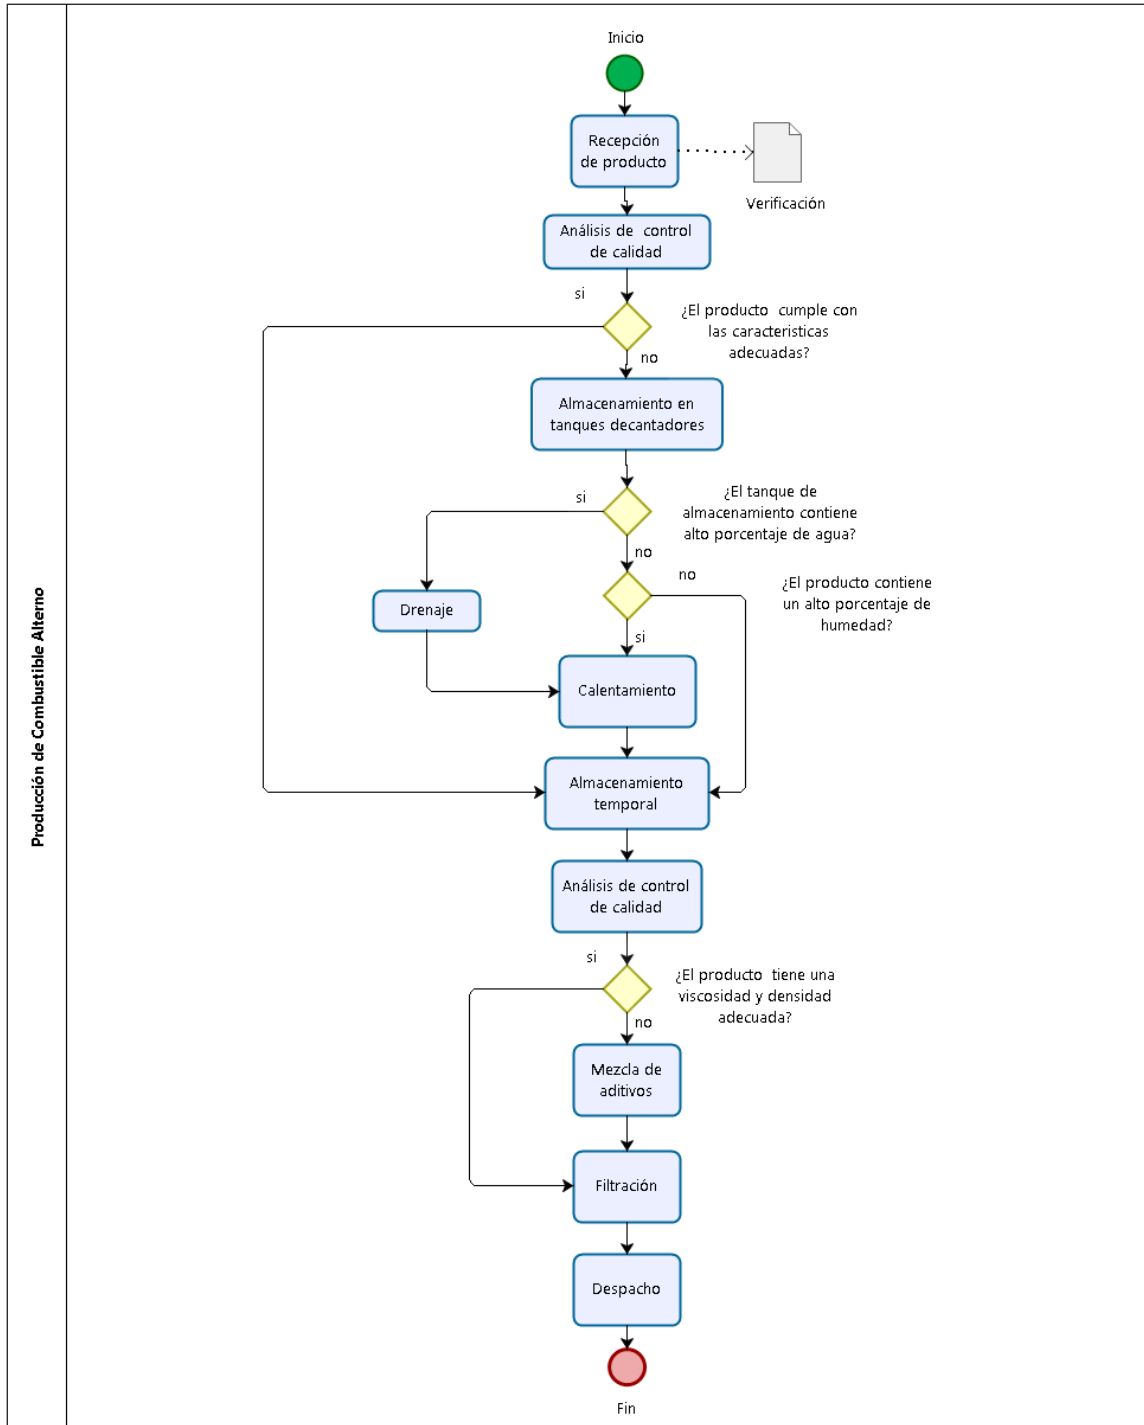 Producción de Combustible Alterno
Inicio
Recepción
de producto
Verificación
Análisis de control
de calidad
si
¿El producto cumple con
las caracteristicas
adecuadas?
no
Almacenamiento en
tanques decantadores
si
¿El tanque de
almacenamiento contiene
alto porcentaje de agua?
no
no
¿El producto contiene
un alto porcentaje de
humedad?
Drenaje
si
Calentamiento
Almacenamiento
temporal
Análisis de control
de calidad
si
¿El producto tiene una
viscosidad y densidad
adecuada?
no
Mezcla de
aditivos
Filtración
Despacho
Fin